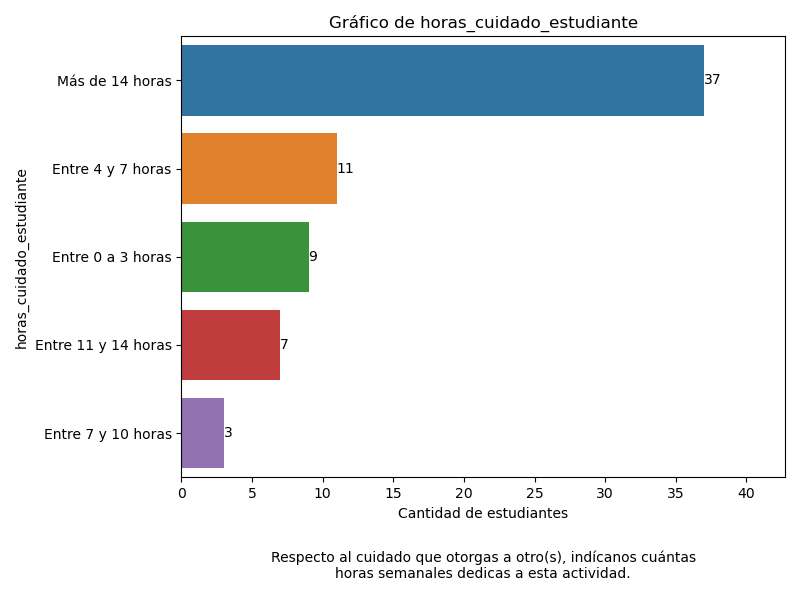 Gráfico de horas_cuidado_estudiante
horas_cuidado_estudiante
Más de 14 horas
37
Entre 4 y 7 horas
11
Entre 0 a 3 horas
9
Entre 11 y 14 horas
7
Entre 7 y 10 horas
3
0 5 10 15 20 25 30 35 40
Cantidad de estudiantes
Respecto al cuidado que otorgas a otro(s), indícanos cuántas
horas semanales dedicas a esta actividad.